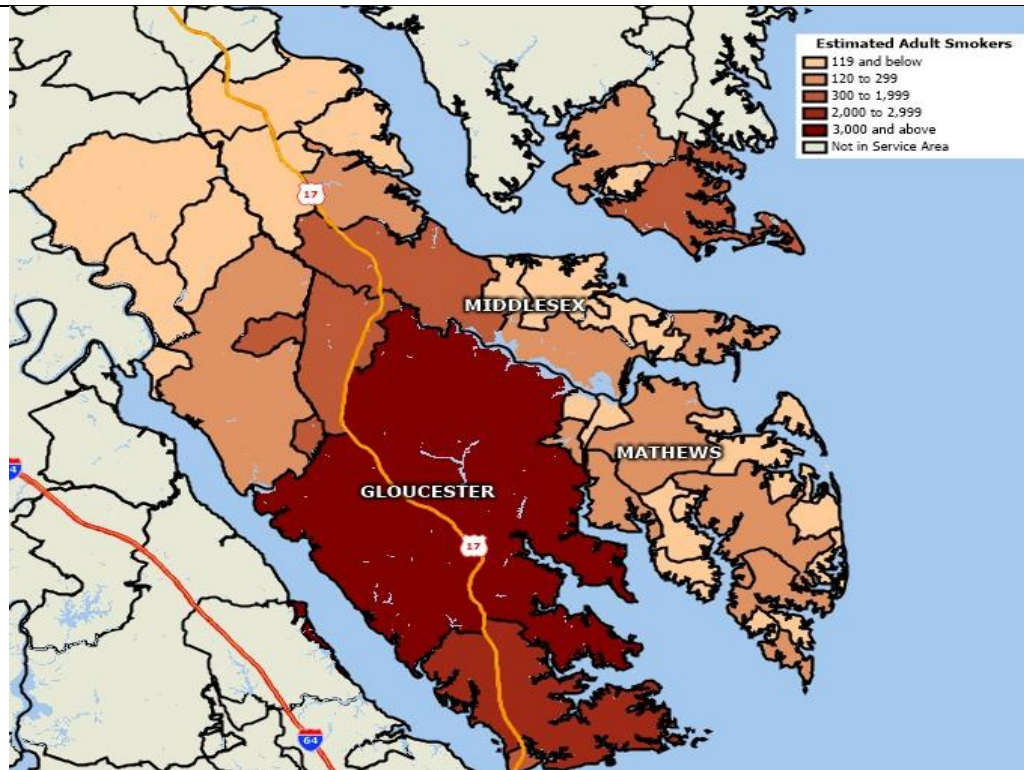 Estimated Adult Smokers
119 and below
120 to 299
300 to 1,999
2,000 to 2,999
3,000 and above
Not in Service Area
17
MIDDLESEX
MATHEWS
GLOUCESTER
17
4
64